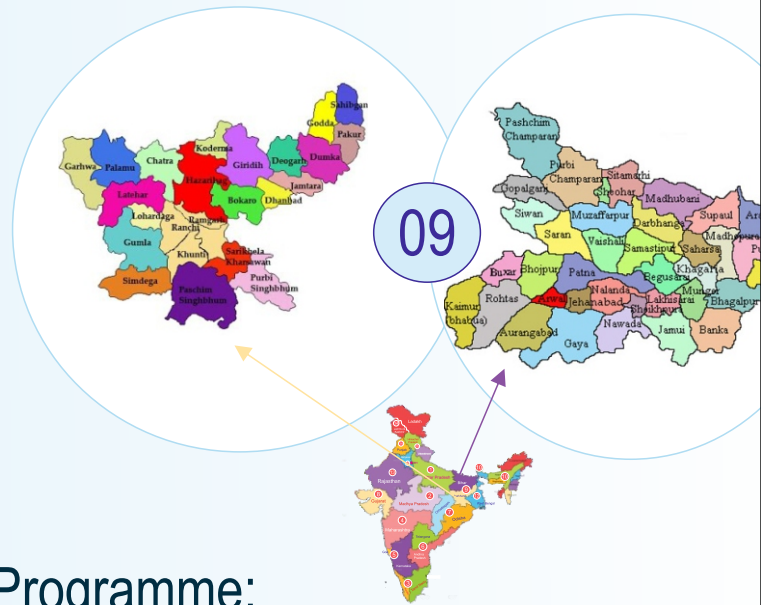 Sahibganj
Godda
Pakur
Koderma
Garhwa
Palamu
Chatra
Giridih
Deogarh
Dumka
Hazaribag
Jamtara
Latehar
Bokaro
Dhanbad
Lohardaga
Ramgarh
Ranchi
Gumla
Khunti
Saraikhela
Kharsawan
Simdega
Paschim
Singhbhum
Purbi
Singhbhum
09
Pashchim
Champaran
Purbi
Champaran
Sitamarhi
Sheohar
Gopalganj
Madhubani
Siwan
Muzaffarpur
Darbhanga
Supaul
Saran
Vaishali
Samastipur
Saharsa
Madhepura
Khagaria
Buxar
Bhojpur
Patna
Begusarai
Munger
Bhagalpur
Kaimur
(bhabua)
Rohtas
Arwal
Jehanabad
Nalanda
Lakhisarai
Sheikhpura
Aurangabad
Gaya
Nawada
Jamui
Banka
Rajasthan
Gujarat
Madhya Pradesh
Maharashtra
Programme: